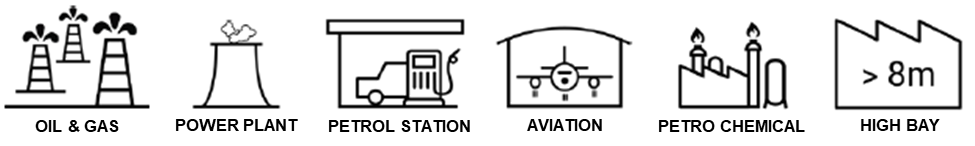 > 8m
OIL & GAS
POWER PLANT
PETROL STATION
AVIATION
PETRO CHEMICAL
HIGH BAY